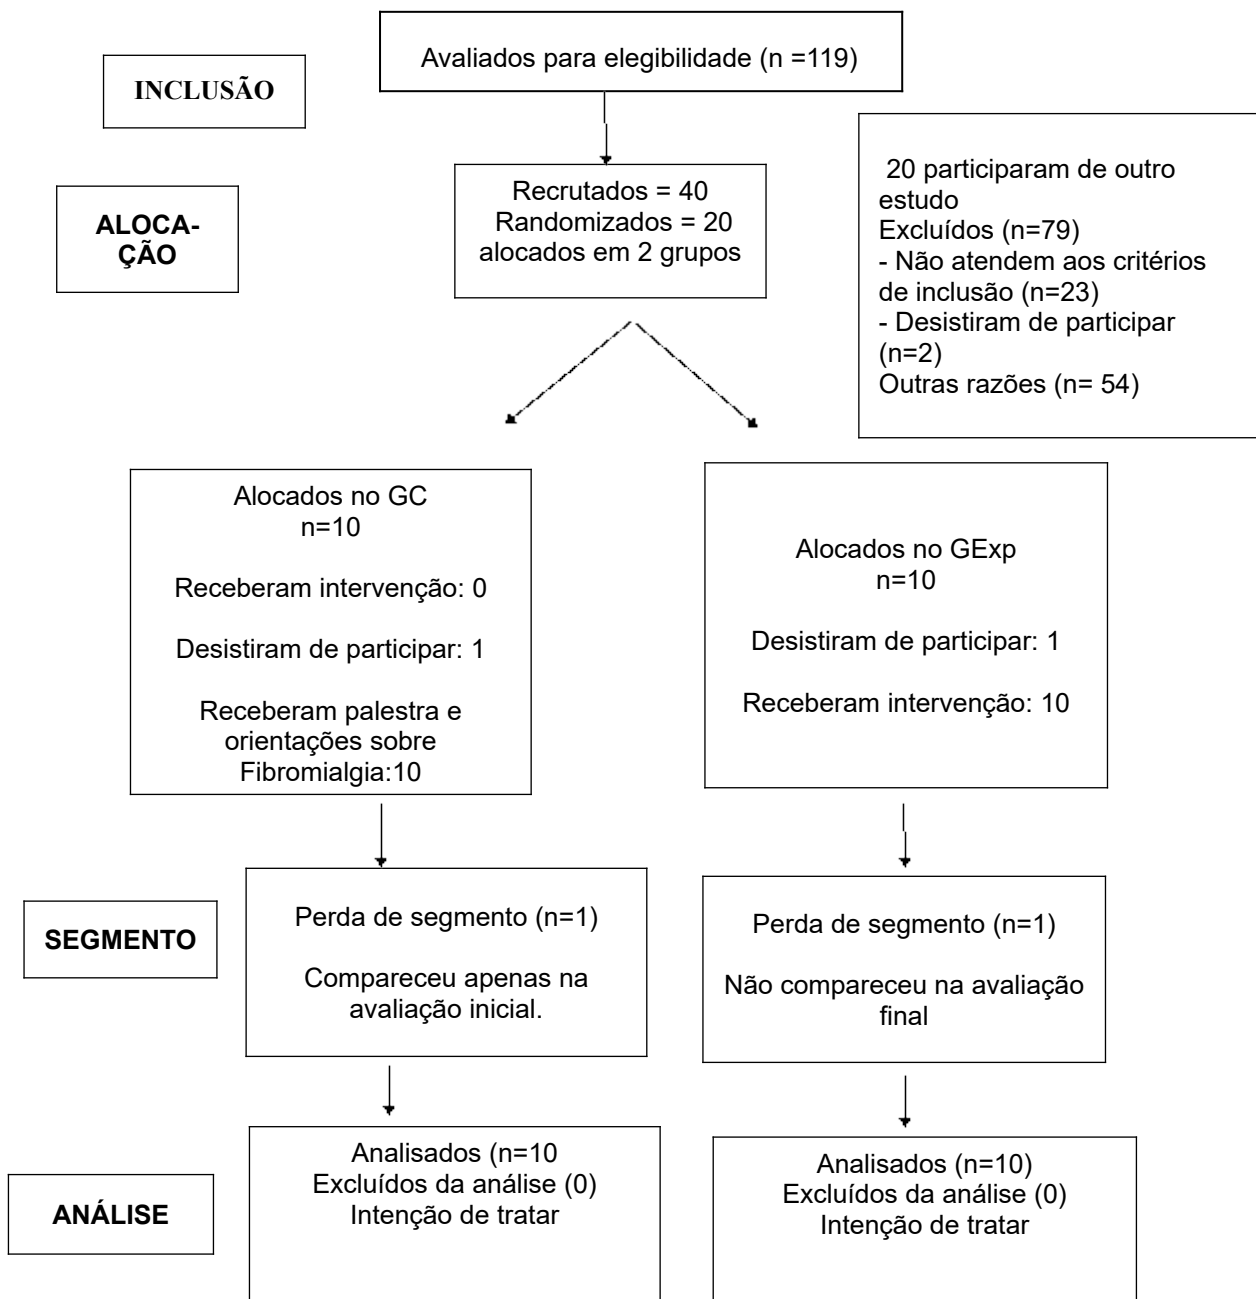 Avaliados para elegibilidade (n =119)
INCLUSÃO
Recrutados = 40
Randomizados = 20
alocados em 2 grupos
ALOCA-
ÇÃO
20 participaram de outro
estudo
Excluídos (n=79)
- Não atendem aos critérios
de inclusão (n=23)
- Desistiram de participar
(n=2)
Outras razões (n= 54)
Alocados no GC
n=10
Receberam intervenção: 0
Desistiram de participar: 1
Receberam palestra e
orientações sobre
Fibromialgia:10
Alocados no GExp
n=10
Desistiram de participar: 1
Receberam intervenção: 10
SEGMENTO
Perda de segmento (n=1)
Compareceu apenas na
avaliação inicial.
Perda de segmento (n=1)
Não compareceu na avaliação
final
ANÁLISE
Analisados (n=10
Excluídos da análise (0)
Intenção de tratar
Analisados (n=10)
Excluídos da análise (0)
Intenção de tratar